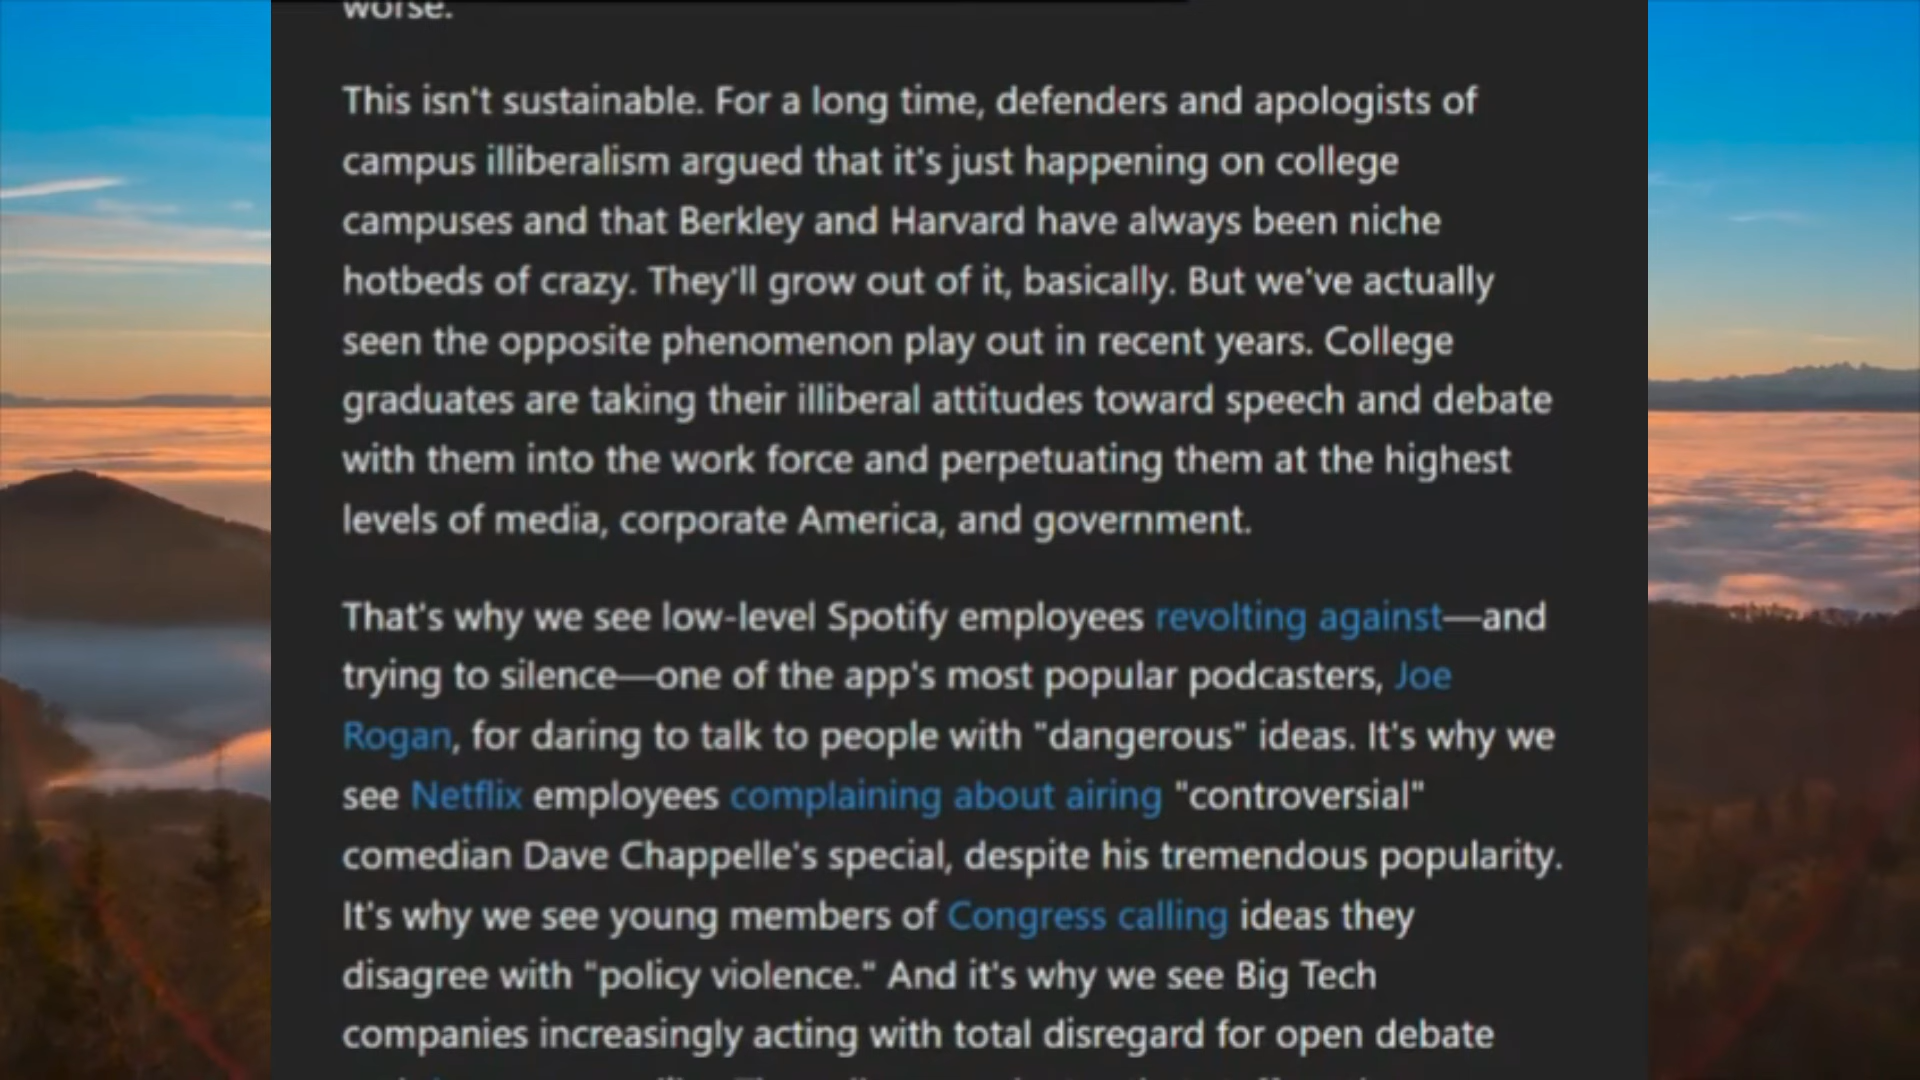 worse.
This isn't sustainable. For a long time, defenders and apologists of
campus illiberalism argued that it's just happening on college
campuses and that Berkley and Harvard have always been niche
hotbeds of crazy. They'll grow out of it, basically. But we've actually
seen the opposite phenomenon play out in recent years. College
graduates are taking their illiberal attitudes toward speech and debate
with them into the work force and perpetuating them at the highest
levels of media, corporate America, and government.
That's why we see low-level Spotify employees revolting against—and
trying to silence—one of the app's most popular podcasters, Joe
Rogan, for daring to talk to people with "dangerous" ideas. It's why we
see Netflix employees complaining about airing "controversial"
comedian Dave Chappelle's special, despite his tremendous popularity.
It's why we see young members of Congress calling ideas they
disagree with "policy violence." And it's why we see Big Tech
companies increasingly acting with total disregard for open debate